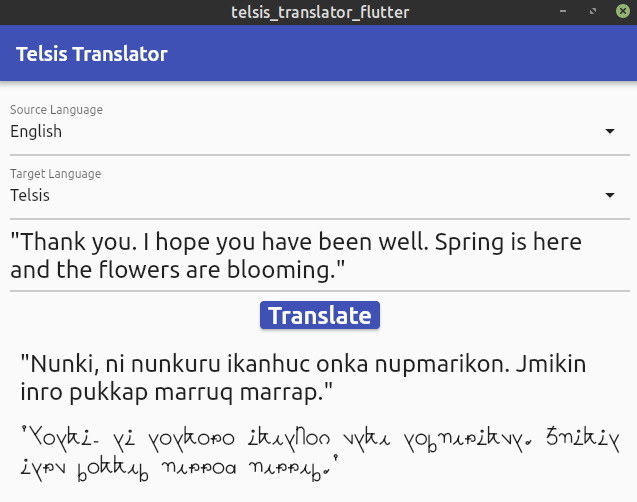 telsis_translator_flutter
Telsis Translator
Source Language
English
Target Language
Telsis
"Thank you. I hope you have been well. Spring is here
and the flowers are blooming."
Translate
"Nunki, ni nunkuru ikanhuc onka nupmarikon. Jmikin
inro pukkap marruq marrap."